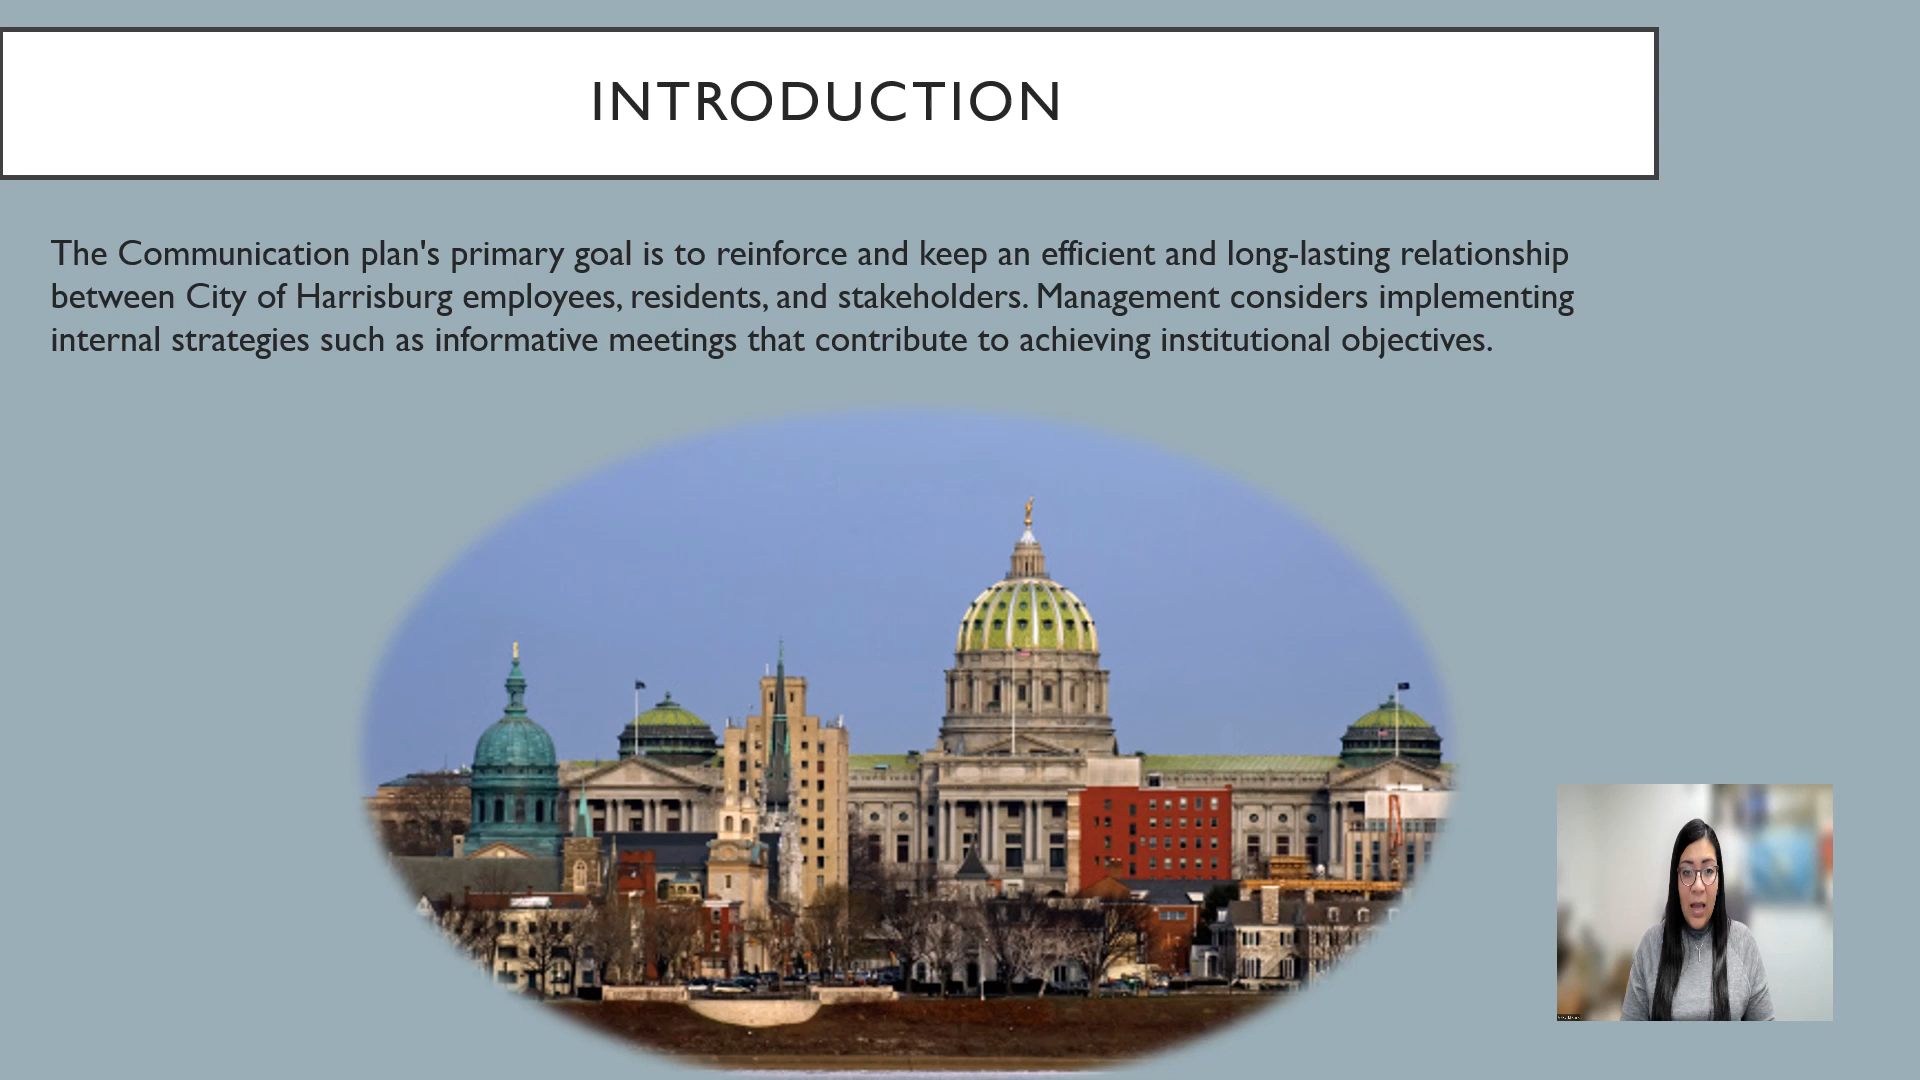 INTRODUCTION
The Communication plan's primary goal is to reinforce and keep an efficient and long-lasting relationship
between City of Harrisburg employees, residents, and stakeholders. Management considers implementing
internal strategies such as informative meetings that contribute to achieving institutional objectives.